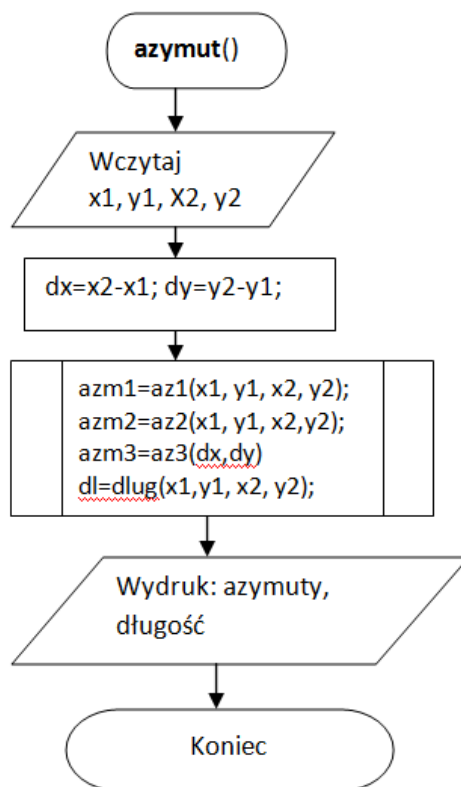 azymut()
Wczytaj
x1, y1, X2, y2
dx=x2-x1; dy=y2-y1;
azm1=az1(x1, y1, x2, y2);
azm2=az2(x1, y1, x2,y2);
azm3=az3(dx,dy)
dl=dlug(x1,y1, x2, y2);
Wydruk: azymuty,
długość
Koniec